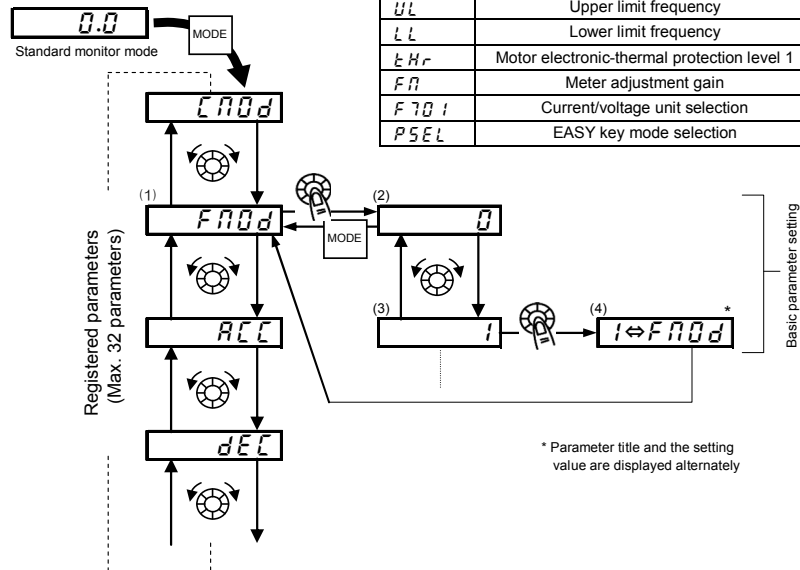 0.0
MODE
Standard monitor mode
UL Upper limit frequency
LL Lower limit frequency
tHr Motor electronic-thermal protection level 1
FM Meter adjustment gain
F701 Current/voltage unit selection
PSEL EASY key mode selection
CMOd
(1)
FMOd
MODE
(2)
0
ACC
(3)
1
(4)
1⇔FMOd
*
dEC
Registered parameters
(Max. 32 parameters)
Basic parameter setting
* Parameter title and the setting
value are displayed alternately